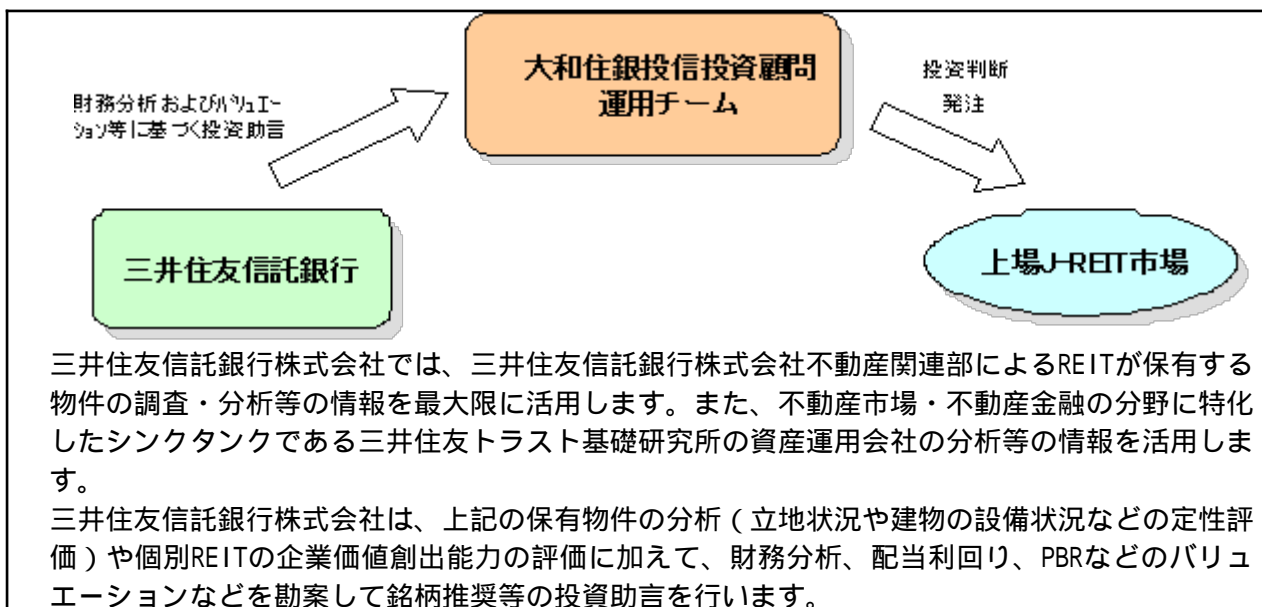 大和住銀投信投資顧問
運用チーム
投資判断
発注
財務分析およびバリュエー
ション等に基づく投資助言
三井住友信託銀行
上場J-REIT市場
三井住友信託銀行株式会社では、三井住友信託銀行株式会社不動産関連部によるREITが保有する
物件の調査・分析等の情報を最大限に活用します。また、不動産市場・不動産金融の分野に特化
したシンクタンクである三井住友トラスト基礎研究所の資産運用会社の分析等の情報を活用しま
す。
三井住友信託銀行株式会社は、上記の保有物件の分析（立地状況や建物の設備状況などの定性評
価）や個別REITの企業価値創出能力の評価に加えて、財務分析、配当利回り、PBRなどのバリュ
エーションなどを勘案して銘柄推奨等の投資助言を行います。